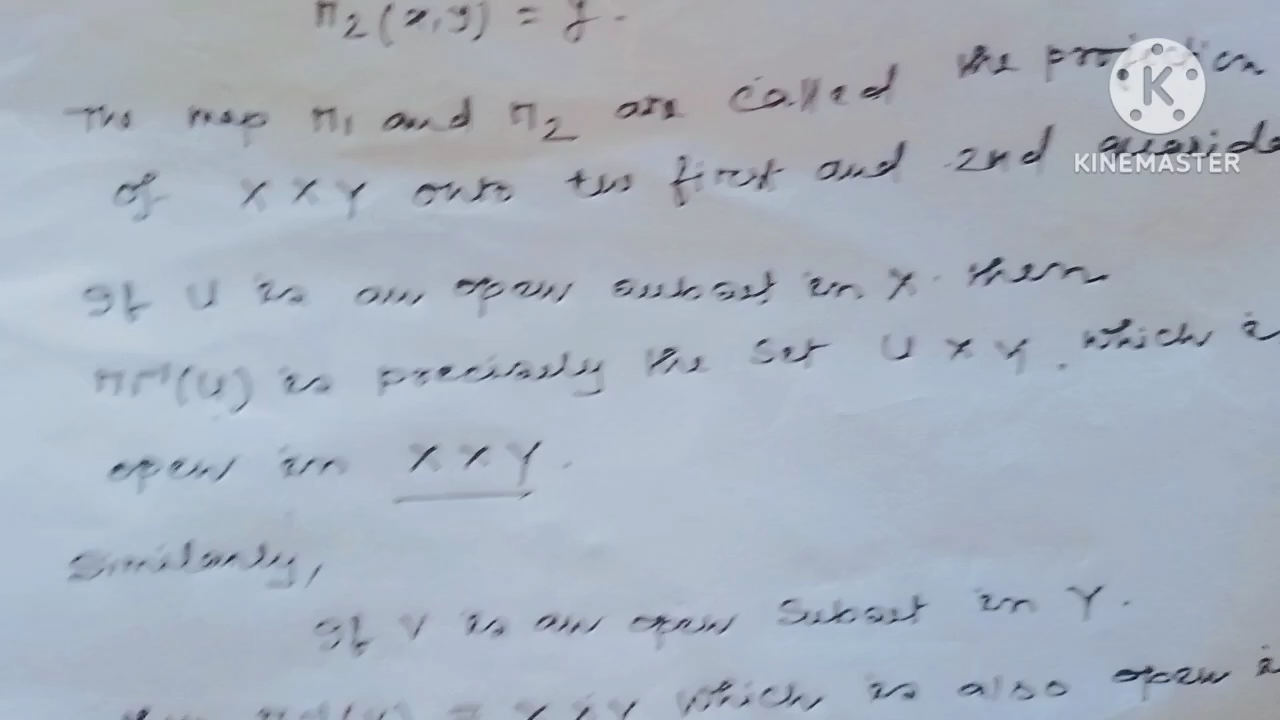 π₂(x,y) = y.
The map π₁ and π₂ are called the projection
of X × Y onto the first and 2nd
If U is an open subset in X. then
π₁⁻¹(U) is precisely the set U × Y. which is
open in X × Y.
Similarly,
If V is an open subset in Y.
= X × V which is also open in
K
KINEMASTER